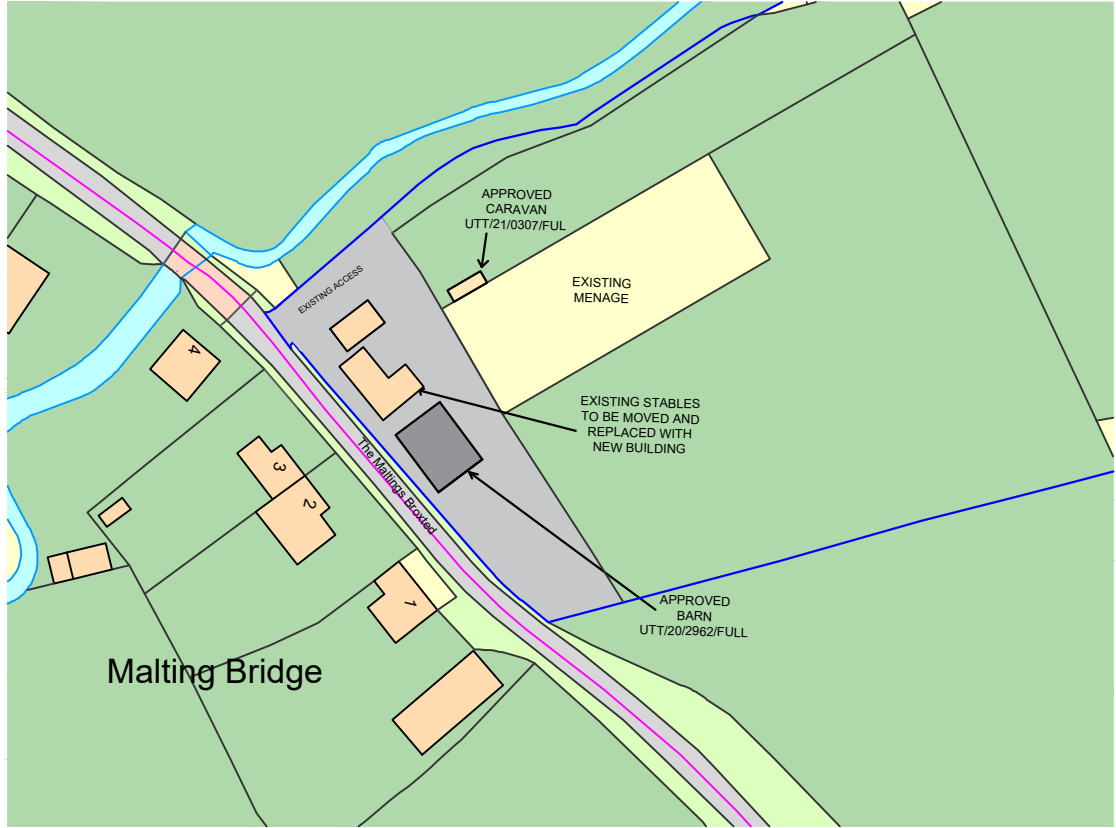 APPROVED
CARAVAN
UTT/21/0307/FUL
EXISTING ACCESS
EXISTING
MENAGE
4
EXISTING STABLES
TO BE MOVED AND
REPLACED WITH
NEW BUILDING
The Maltings Broxted
3
2
1
APPROVED
BARN
UTT/20/2962/FULL
Malting Bridge